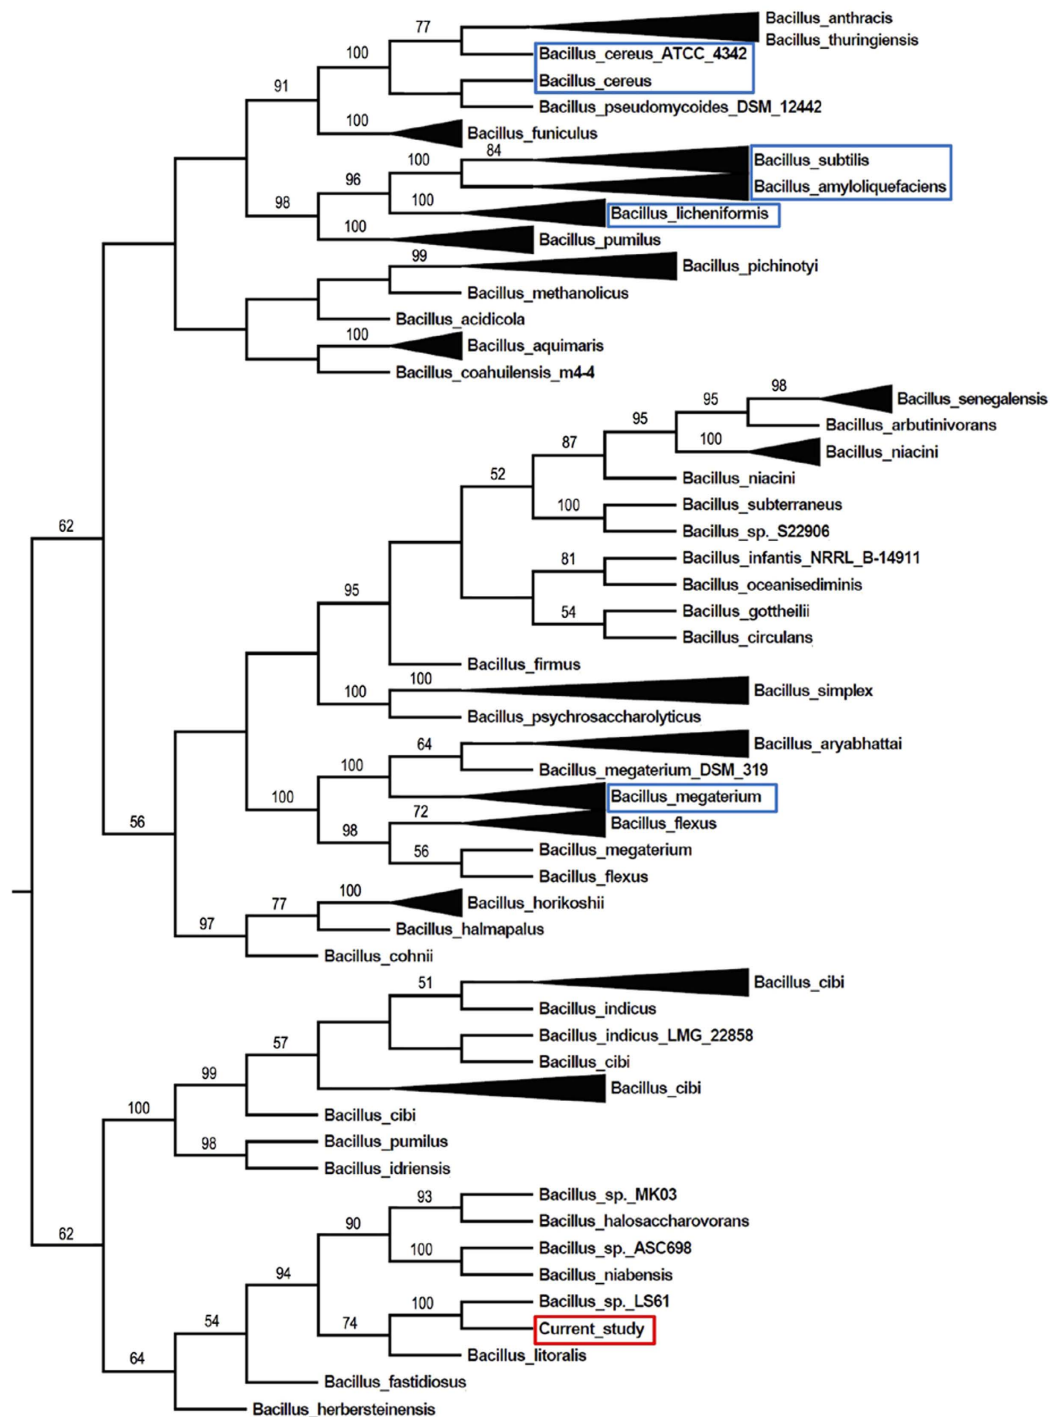 Bacillus_anthracis
77
Bacillus_thuringiensis
100
Bacillus_cereus_ATCC_4342
Bacillus_cereus
91
Bacillus_pseudomycoides_DSM_12442
100
Bacillus_funiculus
84
100
Bacillus_subtilis
96
Bacillus_amyloliquefaciens
98
100
Bacillus_licheniformis
100
Bacillus_pumilus
99
Bacillus_pichinotyi
Bacillus_methanolicus
Bacillus_acidicola
100
Bacillus_aquimaris
Bacillus_coahuilensis_m4-4
98
Bacillus_senegalensis
95
Bacillus_arbutinivorans
95
100
Bacillus_niacini
87
Bacillus_niacini
52
100
Bacillus_subterraneus
62
Bacillus_sp._S22906
81
Bacillus_infantis_NRRL_B-14911
Bacillus_oceanisediminis
95
54
Bacillus_gottheilii
Bacillus_circulans
Bacillus_firmus
100
100
Bacillus_simplex
Bacillus_psychrosaccharolyticus
64
Bacillus_aryabhattai
100
Bacillus_megaterium_DSM_319
100
Bacillus_megaterium
56
72
Bacillus_flexus
98
56
Bacillus_megaterium
Bacillus_flexus
100
Bacillus_horikoshii
77
97
Bacillus_halmapalus
Bacillus_cohnii
51
Bacillus_cibi
Bacillus_indicus
57
Bacillus_indicus_LMG_22858
Bacillus_cibi
99
Bacillus_cibi
100
Bacillus_cibi
98
Bacillus_pumilus
Bacillus_idriensis
93
Bacillus_sp._MK03
90
Bacillus_halosaccharovorans
62
100
Bacillus_sp._ASC698
94
Bacillus_niabensis
100
Bacillus_sp._LS61
54
74
Current_study
64
Bacillus_litoralis
Bacillus_fastidiosus
Bacillus_herbersteinensis